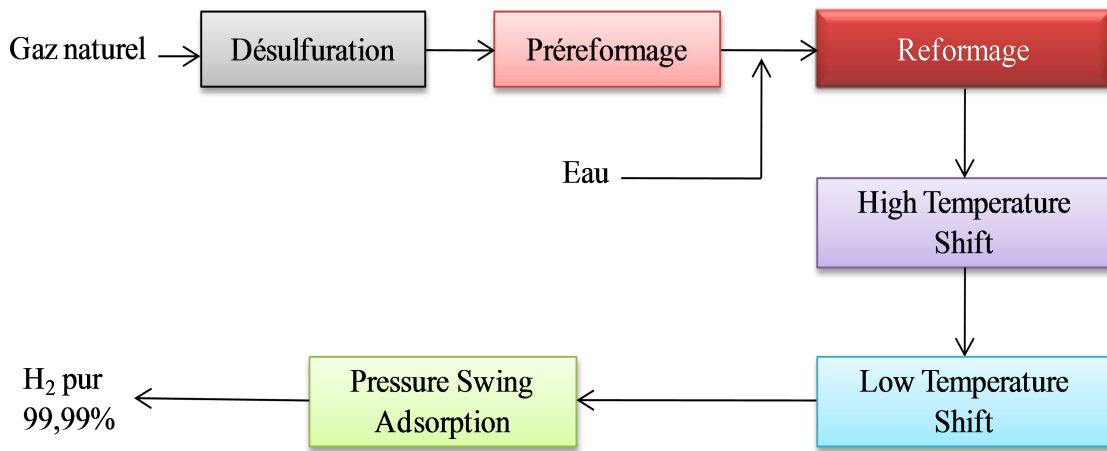 Gaz naturel
Désulfuration
Préreformage
Reformage
Eau
High Temperature
Shift
Low Temperature
Shift
Pressure Swing
Adsorption
H₂ pur
99,99%